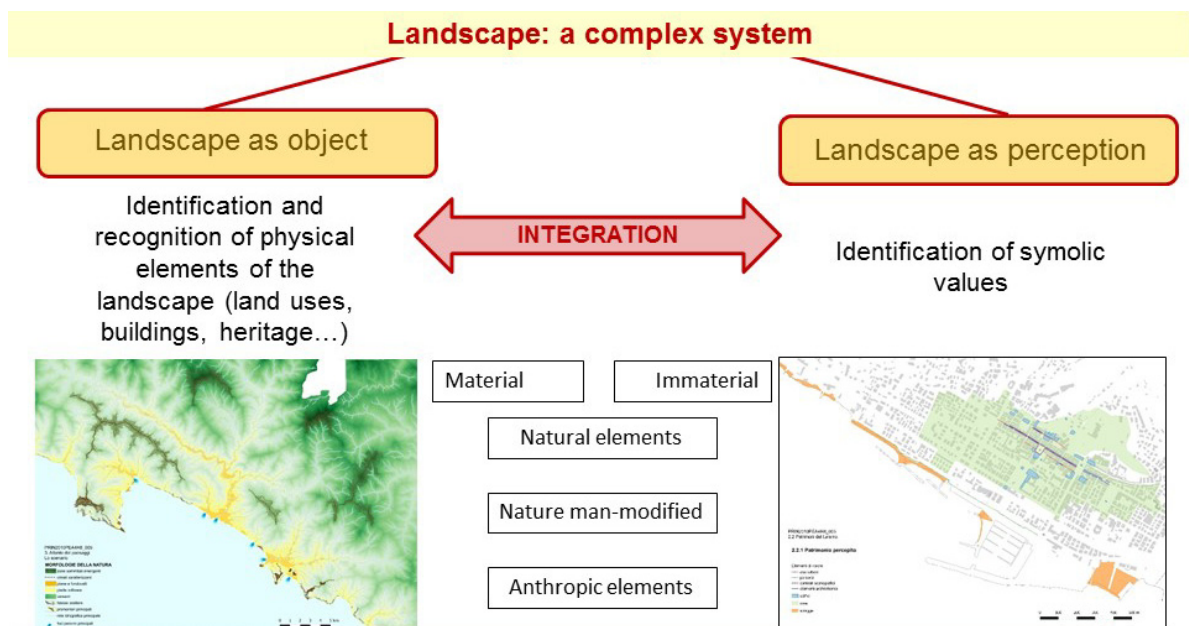 Landscape: a complex system
Landscape as object
Landscape as perception
Identification and
recognition of physical
elements of the
landscape (land uses,
buildings, heritage…)
INTEGRATION
Identification of symolic
values
Material
Immaterial
Natural elements
Nature man-modified
Anthropic elements
MORFOLOGIE DELLA NATURA
2.2.1 Patrimonio percepito